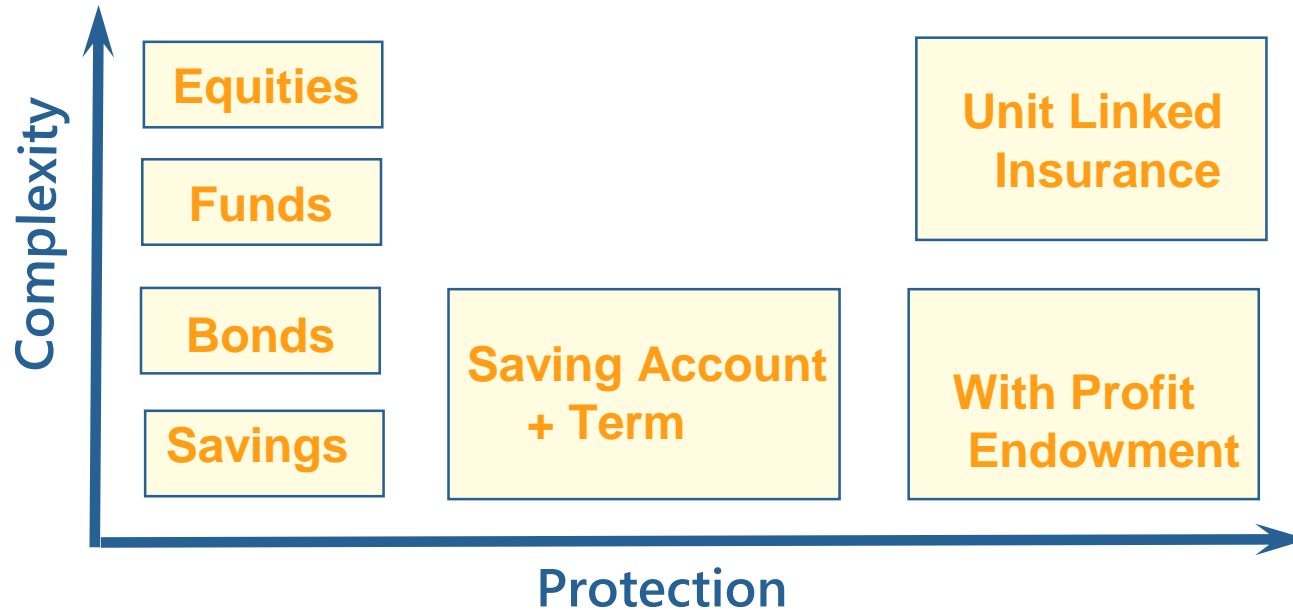 Complexity
Equities
Funds
Bonds
Savings
Saving Account
+ Term
Unit Linked
Insurance
With Profit
Endowment
Protection